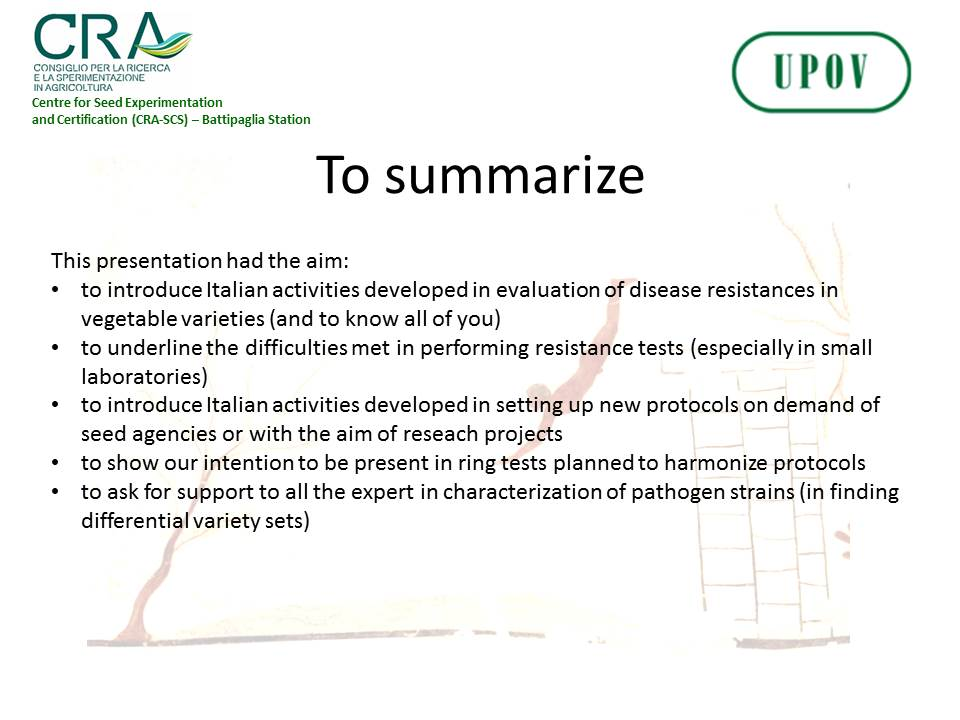 CRA
CONSIGLIO PER LA RICERCA
E LA SPERIMENTAZIONE
IN AGRICOLTURA
Centre for Seed Experimentation
and Certification (CRA-SCS) – Battipaglia Station
UPOV
To summarize
This presentation had the aim:
• to introduce Italian activities developed in evaluation of disease resistances in
vegetable varieties (and to know all of you)
• to underline the difficulties met in performing resistance tests (especially in small
laboratories)
• to introduce Italian activities developed in setting up new protocols on demand of
seed agencies or with the aim of reseach projects
• to show our intention to be present in ring tests planned to harmonize protocols
• to ask for support to all the expert in characterization of pathogen strains (in finding
differential variety sets)